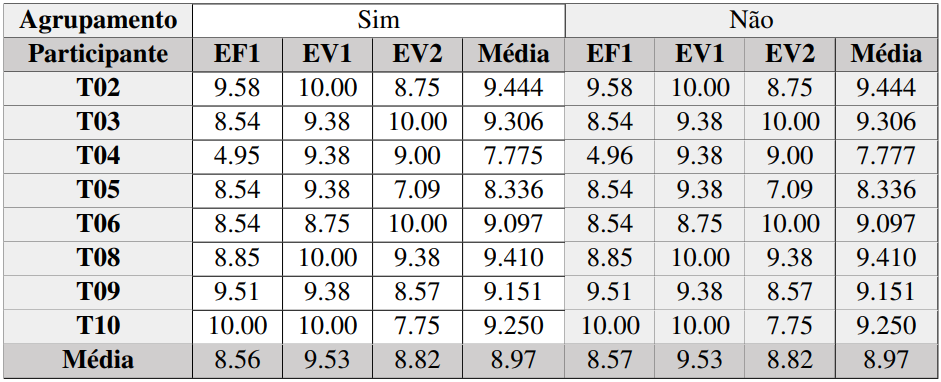 Agrupamento Sim Não
Participante EF1 EV1 EV2 Média EF1 EV1 EV2 Média
T02 9.58 10.00 8.75 9.444 9.58 10.00 8.75 9.444
T03 8.54 9.38 10.00 9.306 8.54 9.38 10.00 9.306
T04 4.95 9.38 9.00 7.775 4.96 9.38 9.00 7.777
T05 8.54 9.38 7.09 8.336 8.54 9.38 7.09 8.336
T06 8.54 8.75 10.00 9.097 8.54 8.75 10.00 9.097
T08 8.85 10.00 9.38 9.410 8.85 10.00 9.38 9.410
T09 9.51 9.38 8.57 9.151 9.51 9.38 8.57 9.151
T10 10.00 10.00 7.75 9.250 10.00 10.00 7.75 9.250
Média 8.56 9.53 8.82 8.97 8.57 9.53 8.82 8.97